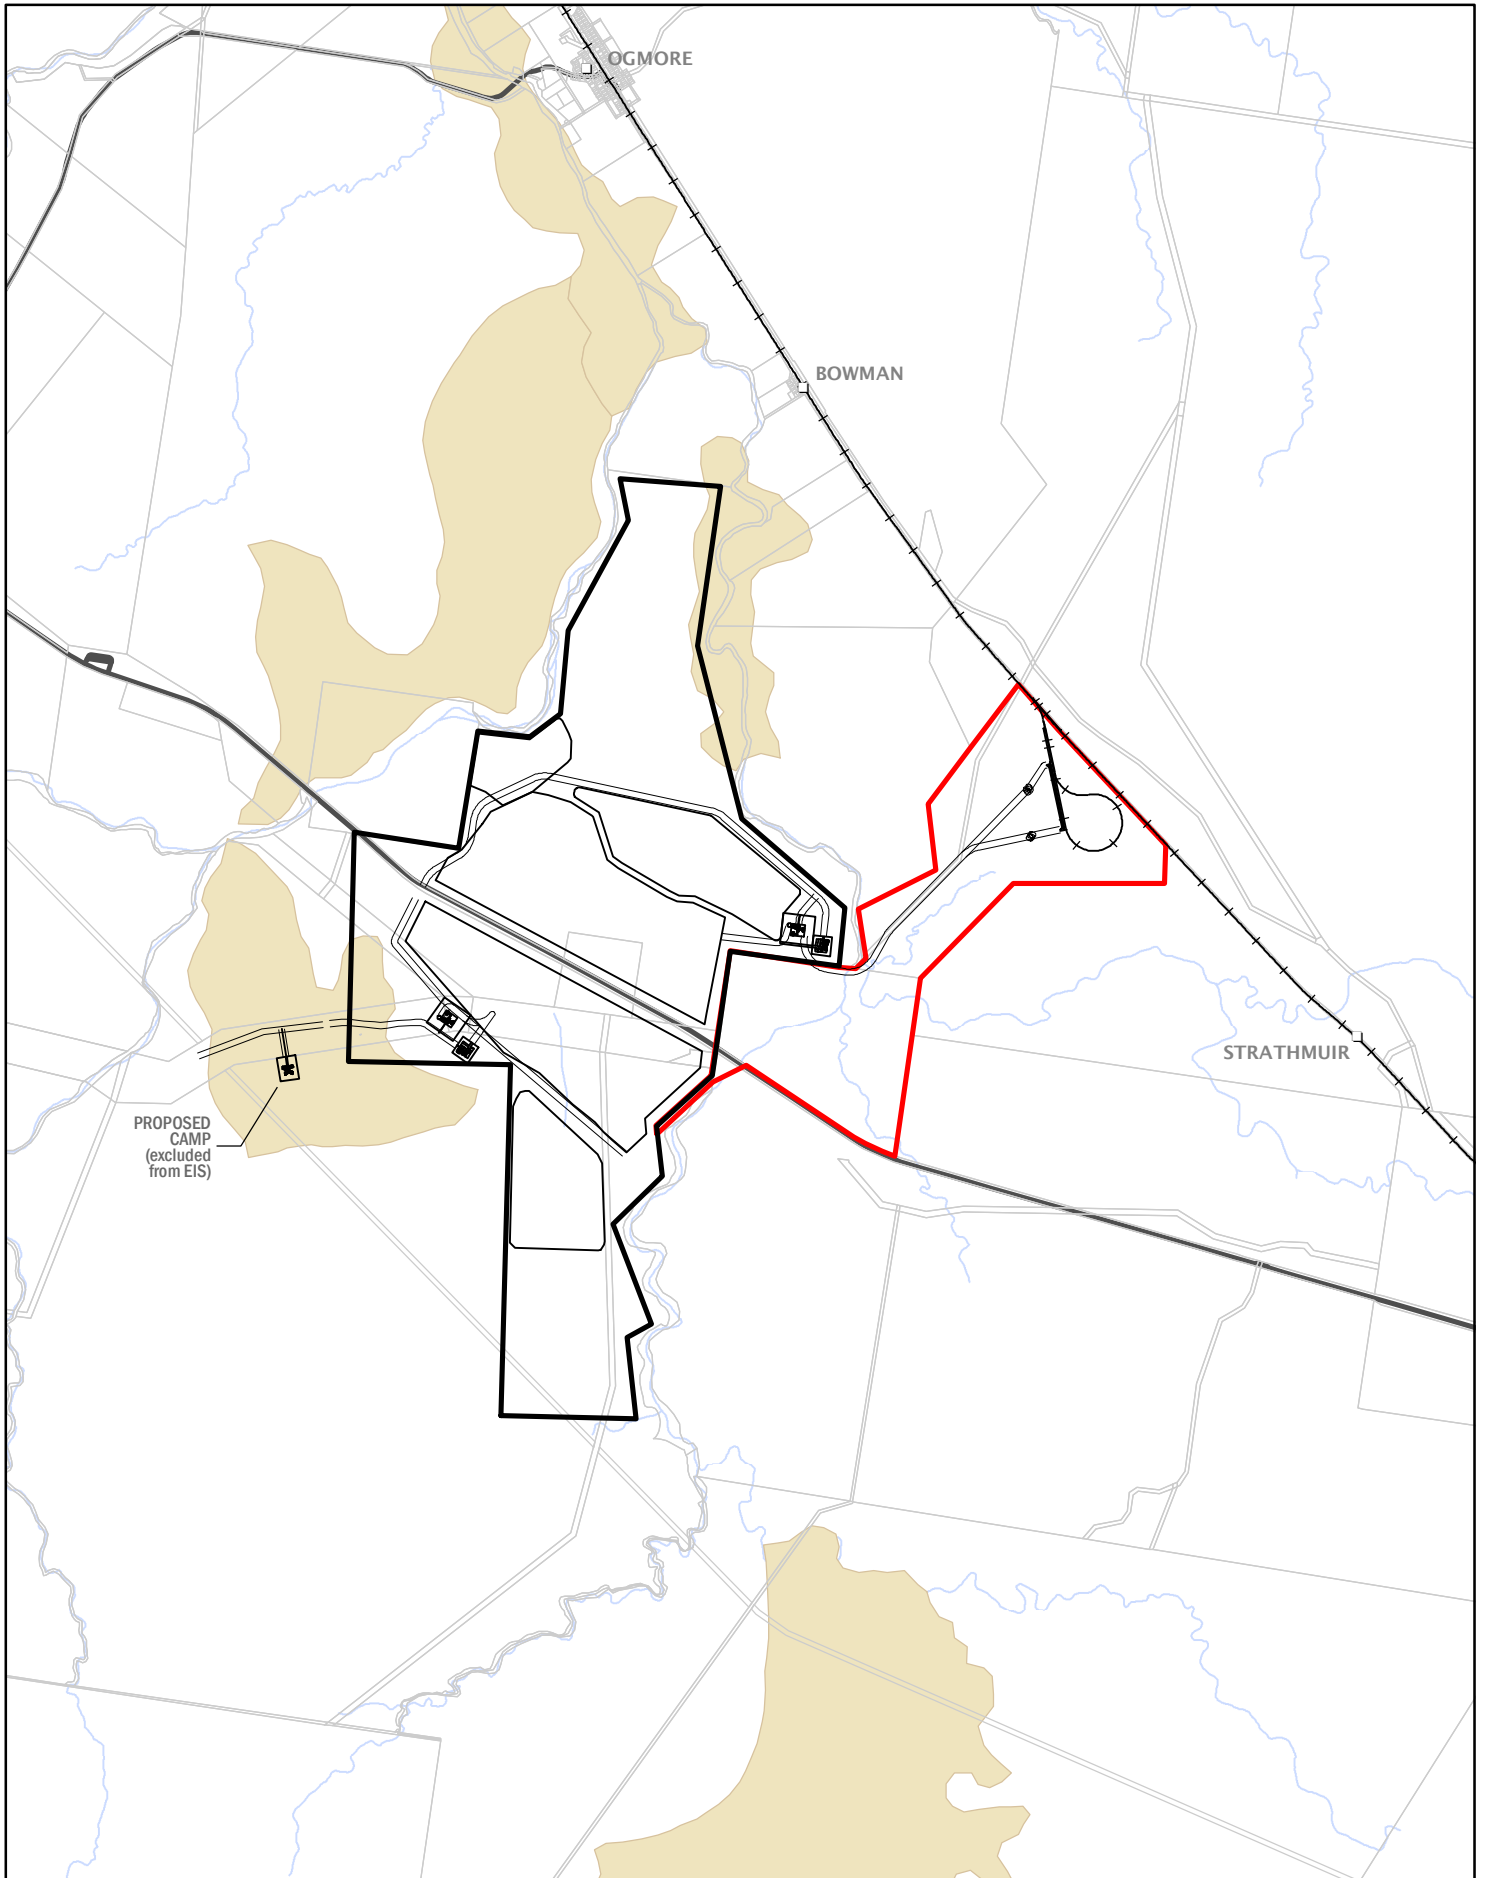 OGMORE
BOWMAN
STRATHMUIR
PROPOSED
CAMP
(excluded
from EIS)